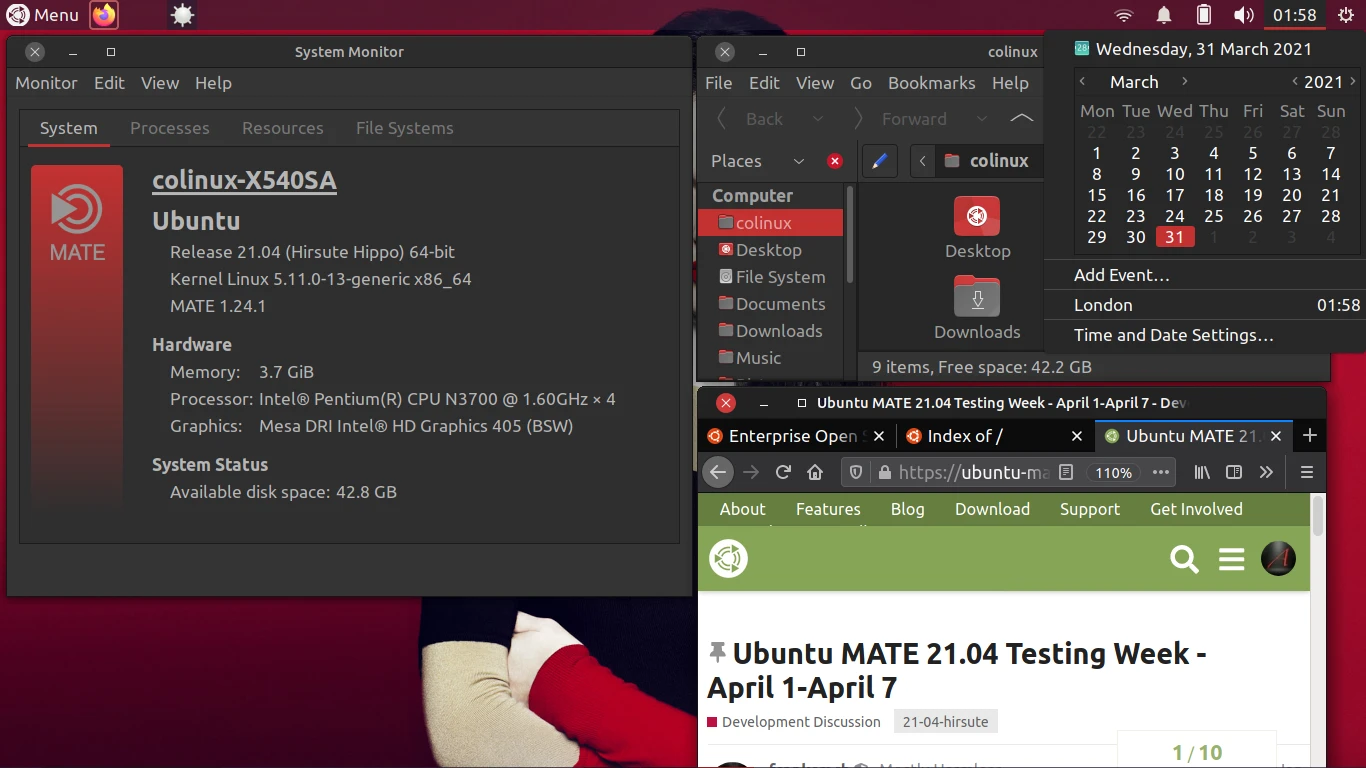 Menu
01:58
System Monitor
Monitor Edit View Help
System Processes Resources File Systems
MATE
colinux-X540SA
Ubuntu
Release 21.04 (Hirsute Hippo) 64-bit
Kernel Linux 5.11.0-13-generic x86_64
MATE 1.24.1
Hardware
Memory: 3.7 GiB
Processor: Intel® Pentium(R) CPU N3700 @ 1.60GHz × 4
Graphics: Mesa DRI Intel® HD Graphics 405 (BSW)
System Status
Available disk space: 42.8 GB
colinux
File Edit View Go Bookmarks Help
Back Forward
Places
colinux
Computer
colinux
Desktop
File System
Documents
Downloads
Music
Desktop
Downloads
9 items, Free space: 42.2 GB
28 Wednesday, 31 March 2021
March 2021
Mon Tue Wed Thu Fri Sat Sun
22 23 24 25 26 27 28
1 2 3 4 5 6 7
8 9 10 11 12 13 14
15 16 17 18 19 20 21
22 23 24 25 26 27 28
29 30 31 1 2 3 4
Add Event…
London 01:58
Time and Date Settings…
Ubuntu MATE 21.04 Testing Week - April 1-April 7 - Dev
Enterprise Open Index of / Ubuntu MATE 21.
https://ubuntu-ma 110%
About Features Blog Download Support Get Involved
A
Ubuntu MATE 21.04 Testing Week -
April 1-April 7
Development Discussion 21-04-hirsute
1 / 10